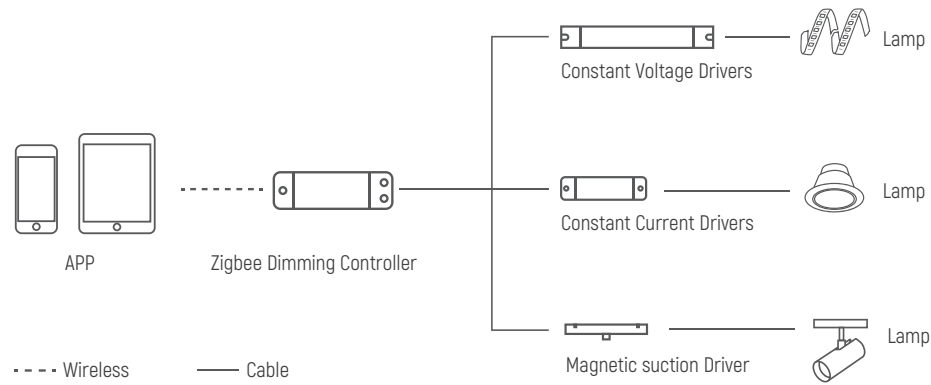 Lamp
Constant Voltage Drivers
Lamp
Constant Current Drivers
APP
Zigbee Dimming Controller
Lamp
Magnetic suction Driver
Wireless
Cable